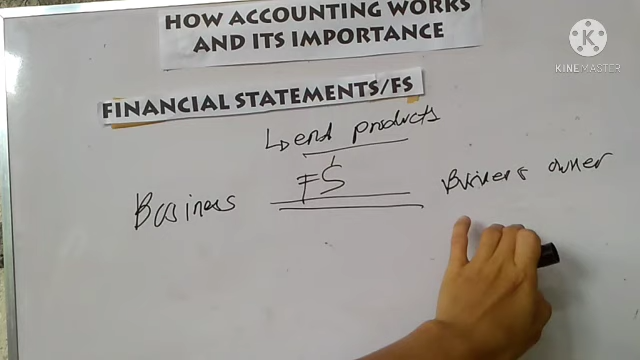 HOW ACCOUNTING WORKS
AND ITS IMPORTANCE
K
KINEMASTER
FINANCIAL STATEMENTS/FS
end products
FS
Business
Business owner